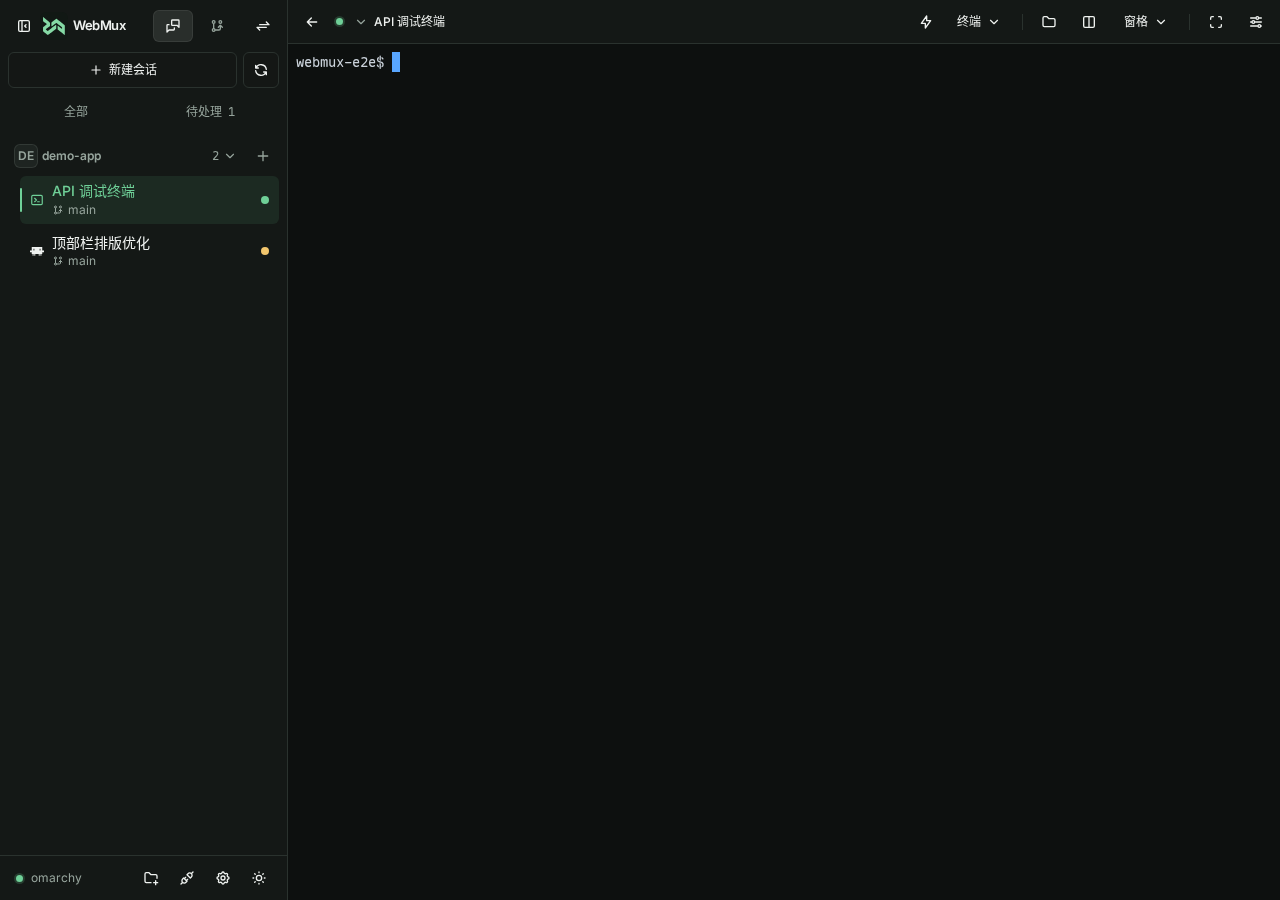 WebMux
新建会话
全部 待处理 1
DE demo-app 2
API 调试终端
main
顶部栏排版优化
main
omarchy
API 调试终端 终端 窗格
webmux-e2e$